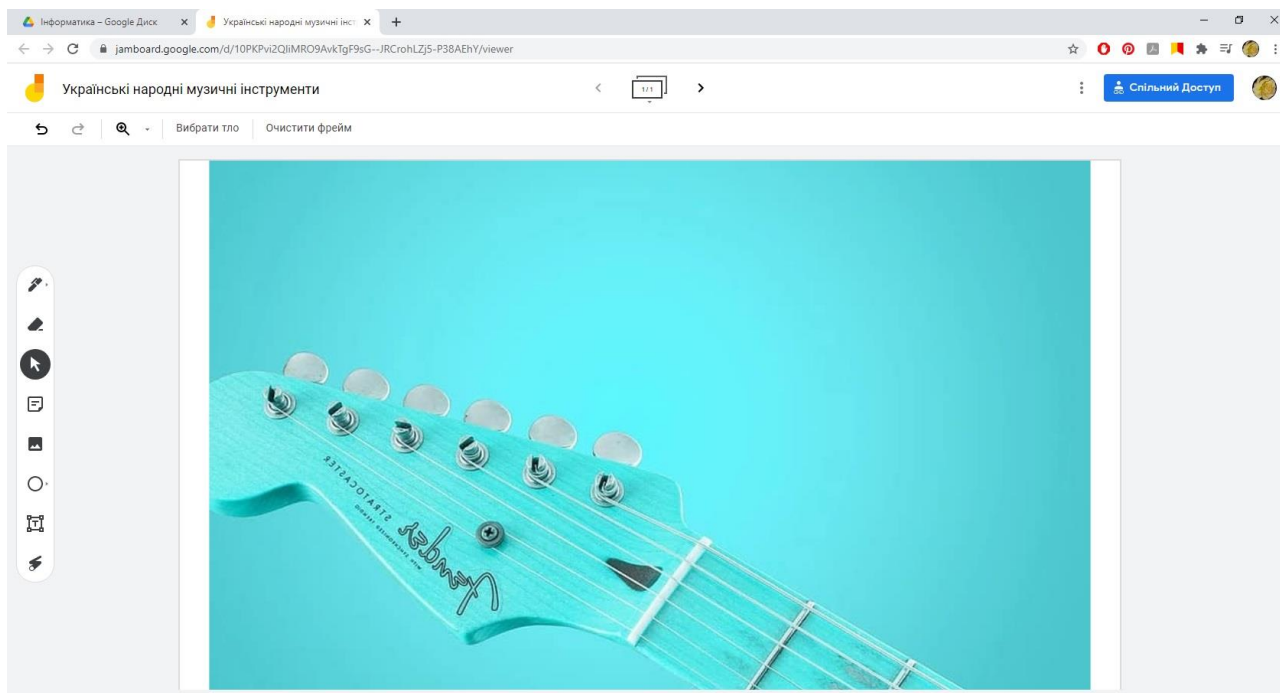 Інформатика – Google Диск
Українські народні музичні інст
jamboard.google.com/d/10PKPvi2QliMRO9AvkTgF9sG--JRCrohLZj5-P38AEhY/viewer
Українські народні музичні інструменти
1/1
Спільний Доступ
Вибрати тло
Очистити фрейм
Fender
STRATOCASTER